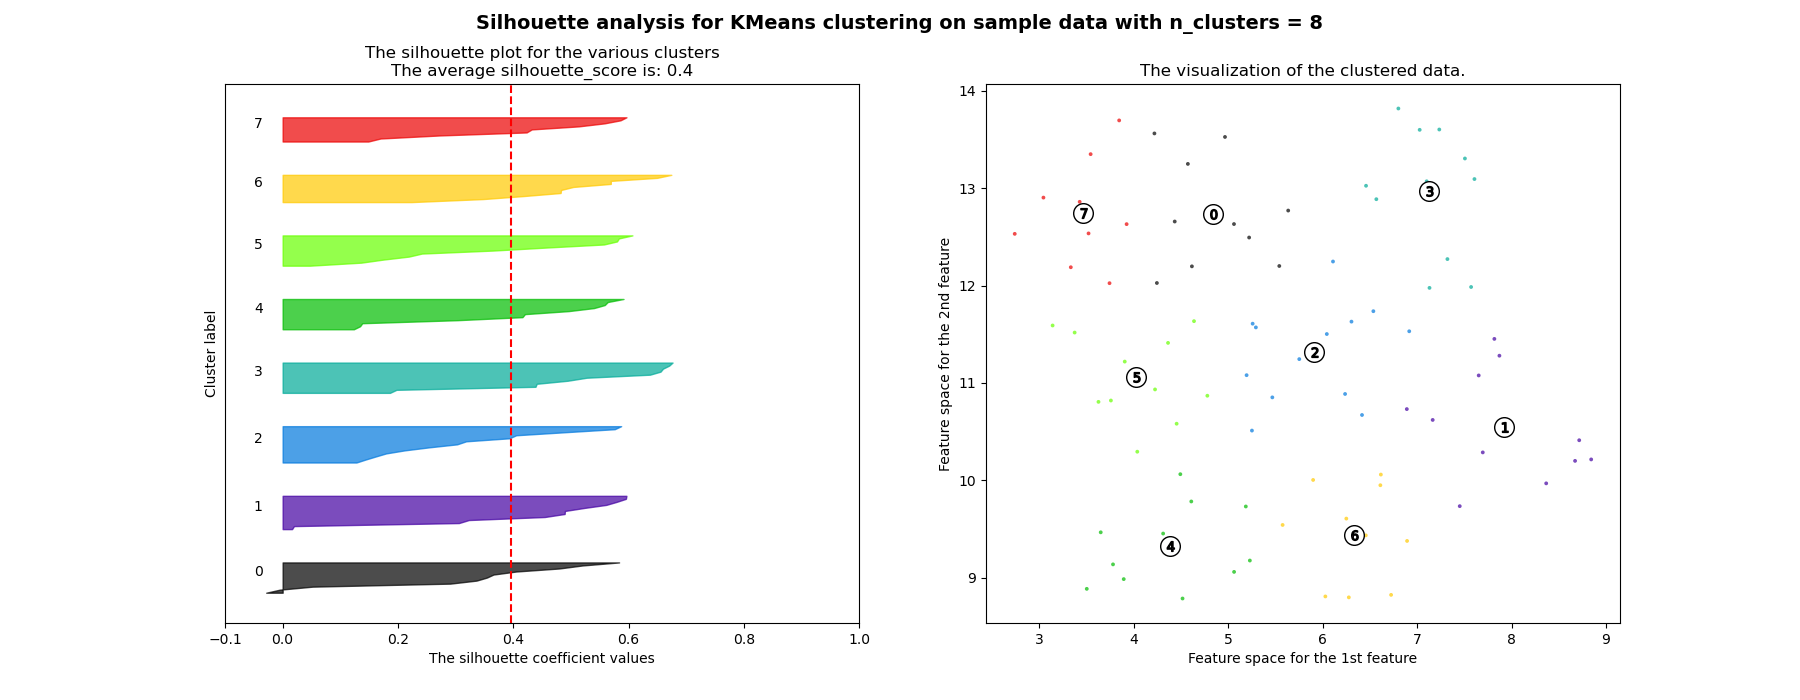 Silhouette analysis for KMeans clustering on sample data with n_clusters = 8
The silhouette plot for the various clusters
The average silhouette_score is: 0.4
Cluster label
7
6
5
4
3
2
1
0
−0.1 0.0 0.2 0.4 0.6 0.8 1.0
The silhouette coefficient values
The visualization of the clustered data.
Feature space for the 2nd feature
14
13
12
11
10
9
7
0
3
2
5
1
4
6
3 4 5 6 7 8 9
Feature space for the 1st feature